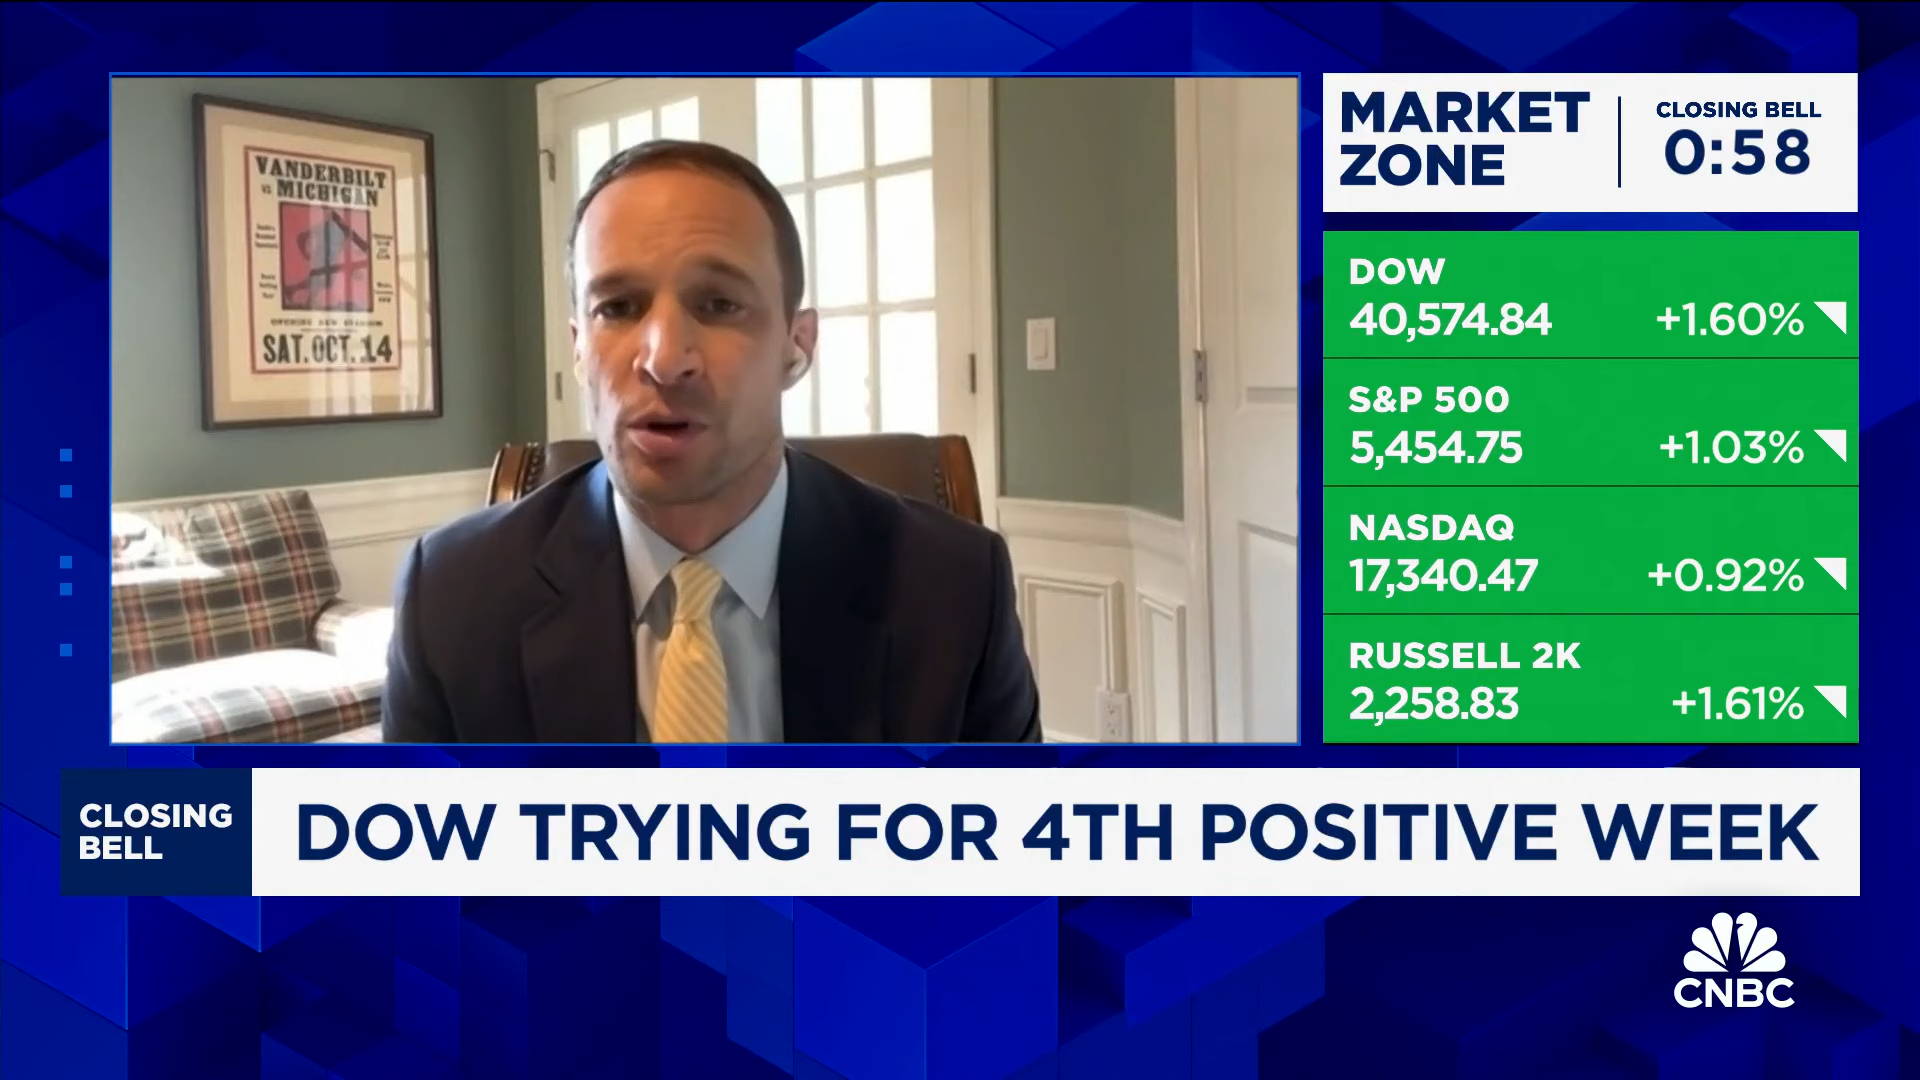 VANDERBILT
vs MICHIGAN
SAT. OCT. 14
MARKET
ZONE
CLOSING BELL
0:58
DOW
40,574.84 +1.60%
S&P 500
5,454.75 +1.03%
NASDAQ
17,340.47 +0.92%
RUSSELL 2K
2,258.83 +1.61%
CLOSING
BELL
DOW TRYING FOR 4TH POSITIVE WEEK
CNBC